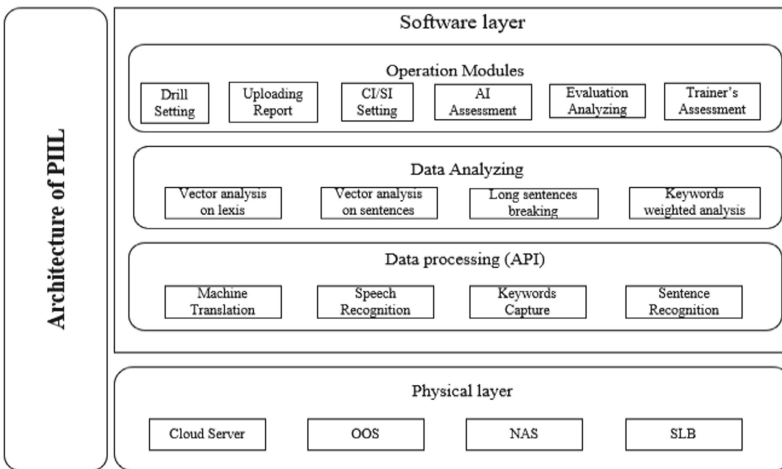 Architecture of PIIL
Software layer
Operation Modules
Drill
Setting
Uploading
Report
CI/SI
Setting
AI
Assessment
Evaluation
Analyzing
Trainer's
Assessment
Data Analyzing
Vector analysis
on lexis
Vector analysis
on sentences
Long sentences
breaking
Keywords
weighted analysis
Data processing (API)
Machine
Translation
Speech
Recognition
Keywords
Capture
Sentence
Recognition
Physical layer
Cloud Server
OOS
NAS
SLB